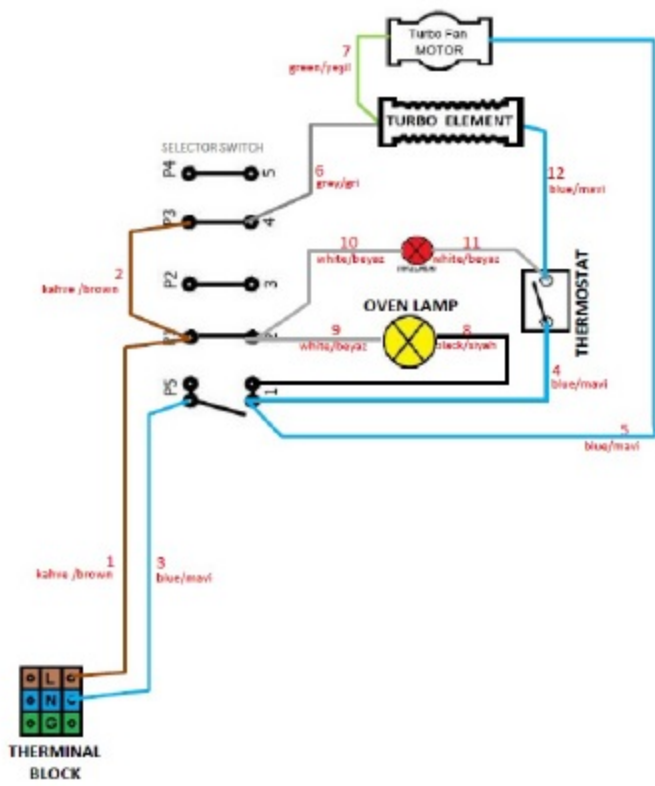 Turbo Fan
MOTOR
7
green/yeşil
TURBO ELEMENT
SELECTOR SWITCH
P4
5
6
grey/gri
12
blue/mavi
P3
4
10
white/beyaz
11
white/beyaz
2
kahve /brown
P2
3
THERMOSTAT
OVEN LAMP
9
white/beyaz
8
black/siyah
2
4
blue/mavi
P5
1
5
blue/mavi
1
kahve /brown
3
blue/mavi
L
N
G
THERMINAL
BLOCK